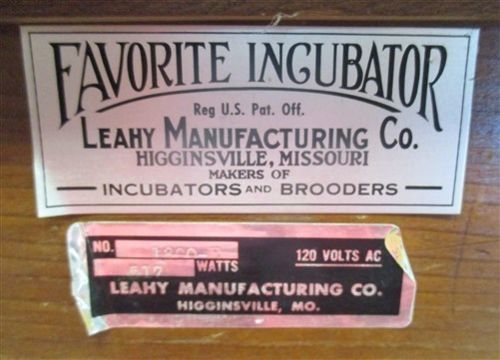 FAVORITE INCUBATOR
Reg U.S. Pat. Off.
LEAHY MANUFACTURING CO.
HIGGINSVILLE, MISSOURI
MAKERS OF
INCUBATORS AND BROODERS
NO. 120 VOLTS AC
WATTS
LEAHY MANUFACTURING CO.
HIGGINSVILLE, MO.